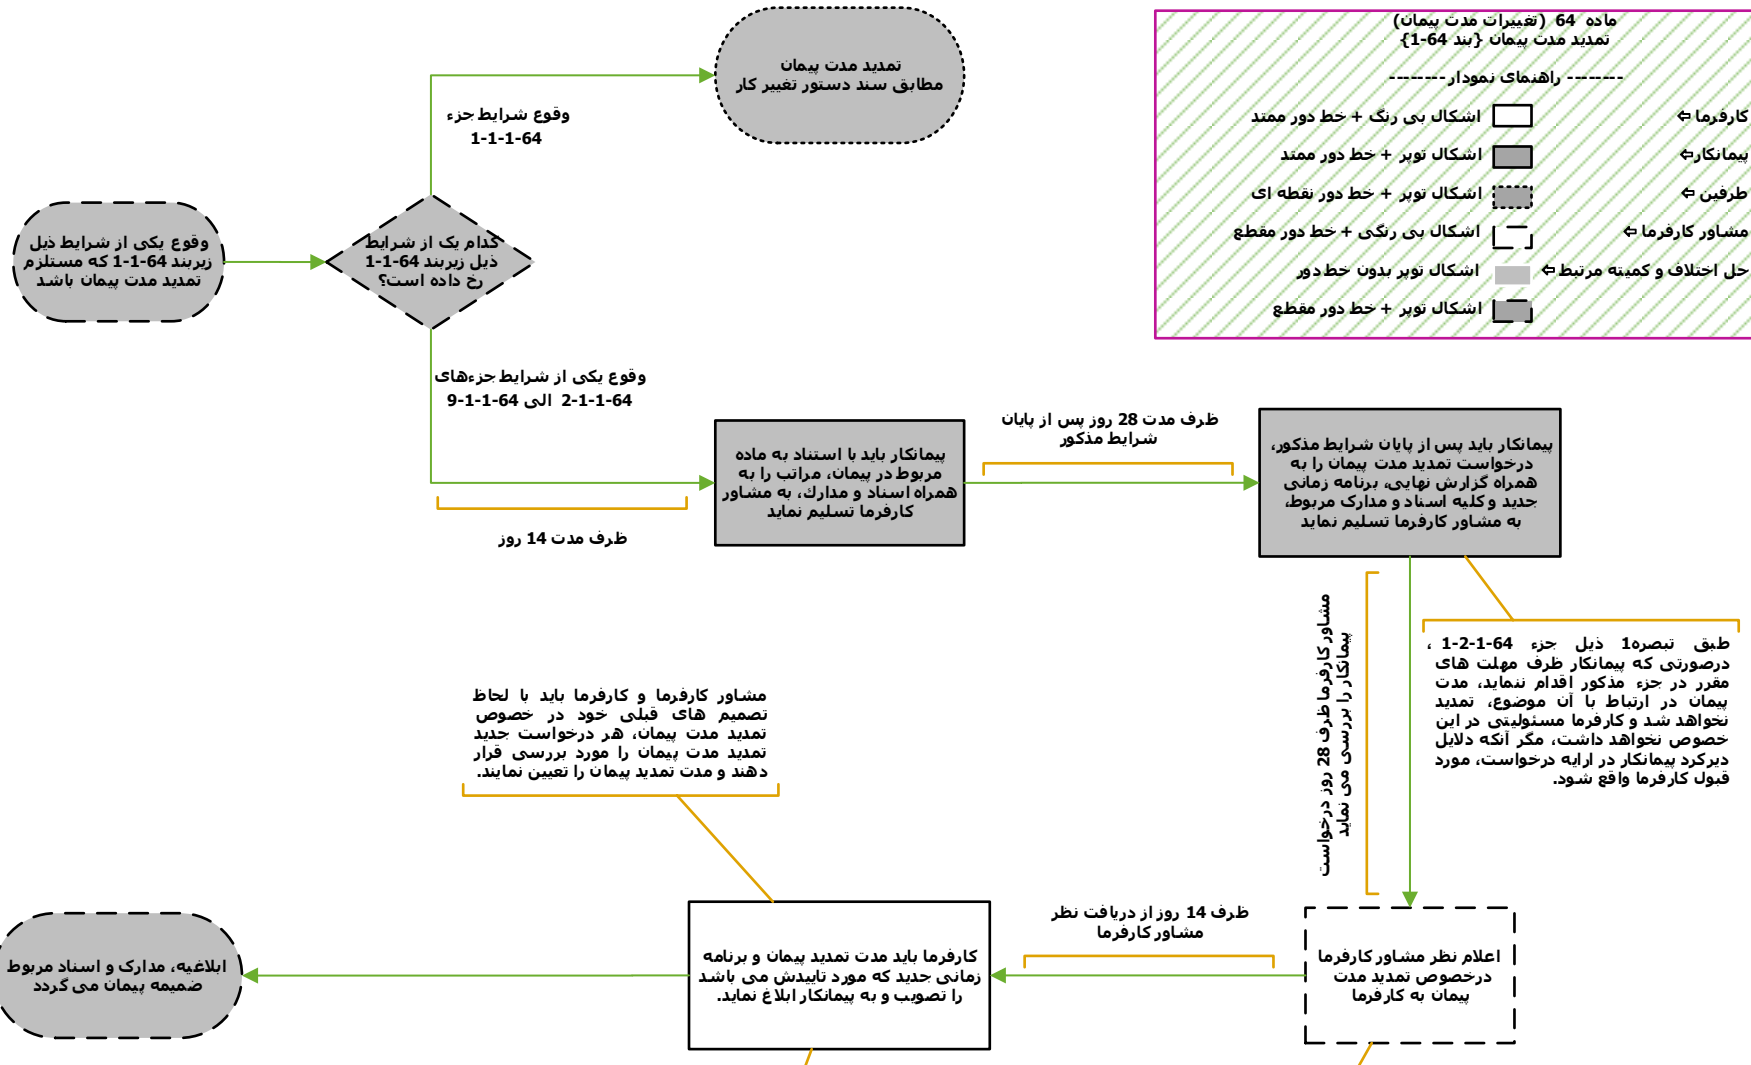 ماده 64 (تغییرات مدت پیمان)
تمدید مدت پیمان {بند 64-1}
-------- راهنمای نمودار --------
کارفرما ⇦ اشکال بی رنگ + خط دور ممتد
پیمانکار⇦ اشکال توپر + خط دور ممتد
طرفین ⇦ اشکال توپر + خط دور نقطه ای
مشاور کارفرما ⇦ اشکال بی رنگی + خط دور مقطع
حل اختلاف و کمیته مرتبط ⇦ اشکال توپر بدون خط دور
اشکال توپر + خط دور مقطع
تمدید مدت پیمان
مطابق سند دستور تغییر کار
وقوع شرایط جزء
1-1-1-64
وقوع یکی از شرایط ذیل
زیربند 64-1-1 که مستلزم
تمدید مدت پیمان باشد
کدام یک از شرایط
ذیل زیربند 64-1-1
رخ داده است؟
وقوع یکی از شرایط جزءهای
2-1-1-64 الی 9-1-1-64
ظرف مدت 14 روز
پیمانکار باید با استناد به ماده
مربوط در پیمان، مراتب را به
همراه اسناد و مدارك، به مشاور
کارفرما تسلیم نماید
ظرف مدت 28 روز پس از پایان
شرایط مذکور
پیمانکار باید پس از پایان شرایط مذکور،
درخواست تمدید مدت پیمان را به
همراه گزارش نهایی، برنامه زمانی
جدید و کلیه اسناد و مدارک مربوط،
به مشاور کارفرما تسلیم نماید
مشاور کارفرما ظرف 28 روز درخواست
پیمانکار را بررسی می نماید
طبق تبصره1 ذیل جزء 1-2-1-64 ،
درصورتی که پیمانکار ظرف مهلت های
مقرر در جزء مذکور اقدام ننماید، مدت
پیمان در ارتباط با آن موضوع، تمدید
نخواهد شد و کارفرما مسئولیتی در این
خصوص نخواهد داشت، مگر آنکه دلایل
دیرکرد پیمانکار در ارایه درخواست، مورد
قبول کارفرما واقع شود.
مشاور کارفرما و کارفرما باید با لحاظ
تصمیم های قبلی خود در خصوص
تمدید مدت پیمان، هر درخواست جدید
تمدید مدت پیمان را مورد بررسی قرار
دهند و مدت تمدید پیمان را تعیین نمایند.
اعلام نظر مشاور کارفرما
درخصوص تمدید مدت
پیمان به کارفرما
ظرف 14 روز از دریافت نظر
مشاور کارفرما
کارفرما باید مدت تمدید پیمان و برنامه
زمانی جدید که مورد تاییدش می باشد
را تصویب و به پیمانکار ابلاغ نماید.
ابلاغیه، مدارک و اسناد مربوط
ضمیمه پیمان می گردد